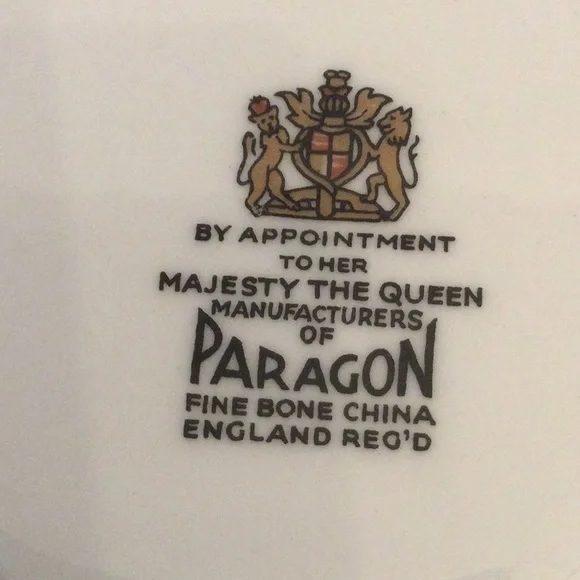 BY APPOINTMENT
TO HER
MAJESTY THE QUEEN
MANUFACTURERS
OF
PARAGON
FINE BONE CHINA
ENGLAND REG'D